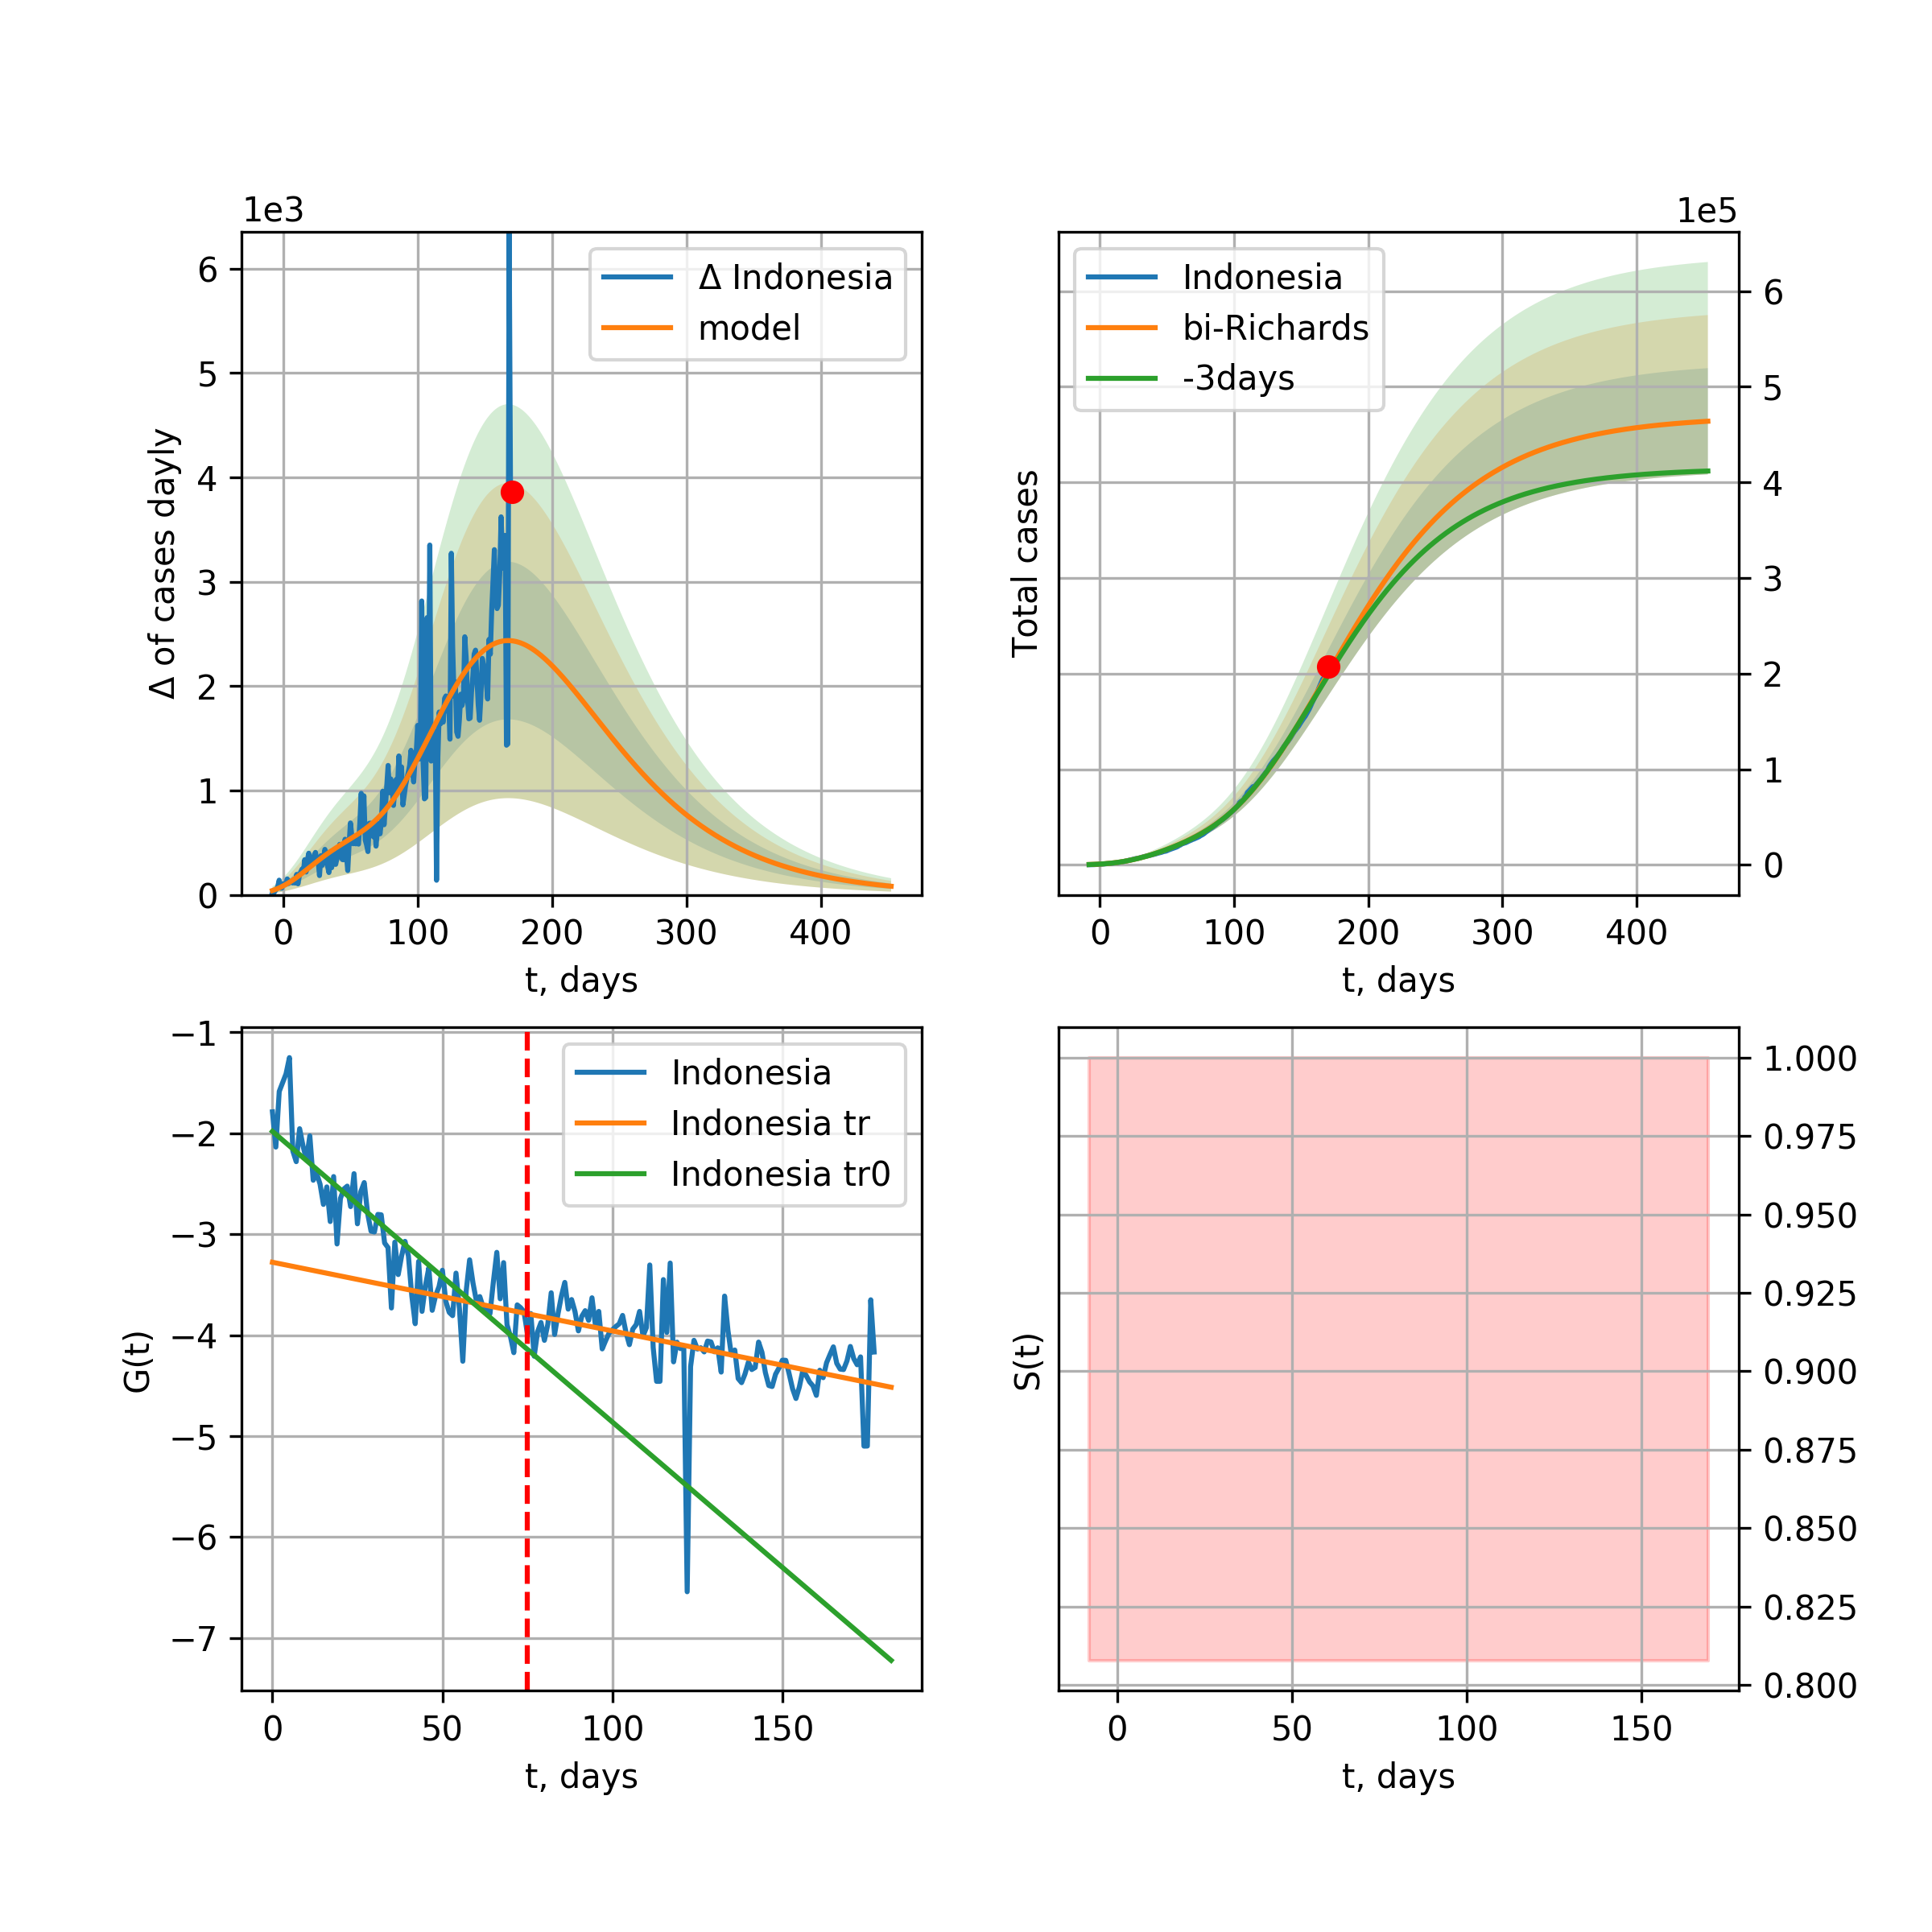 1e3
6
5
4
3
2
1
0
Δ of cases dayly
Δ Indonesia
model
0 100 200 300 400
t, days
1e5
Indonesia
bi-Richards
-3days
Total cases
6
5
4
3
2
1
0
0 100 200 300 400
t, days
−1
−2
−3
−4
−5
−6
−7
G(t)
Indonesia
Indonesia tr
Indonesia tr0
0 50 100 150
t, days
S(t)
1.000
0.975
0.950
0.925
0.900
0.875
0.850
0.825
0.800
0 50 100 150
t, days